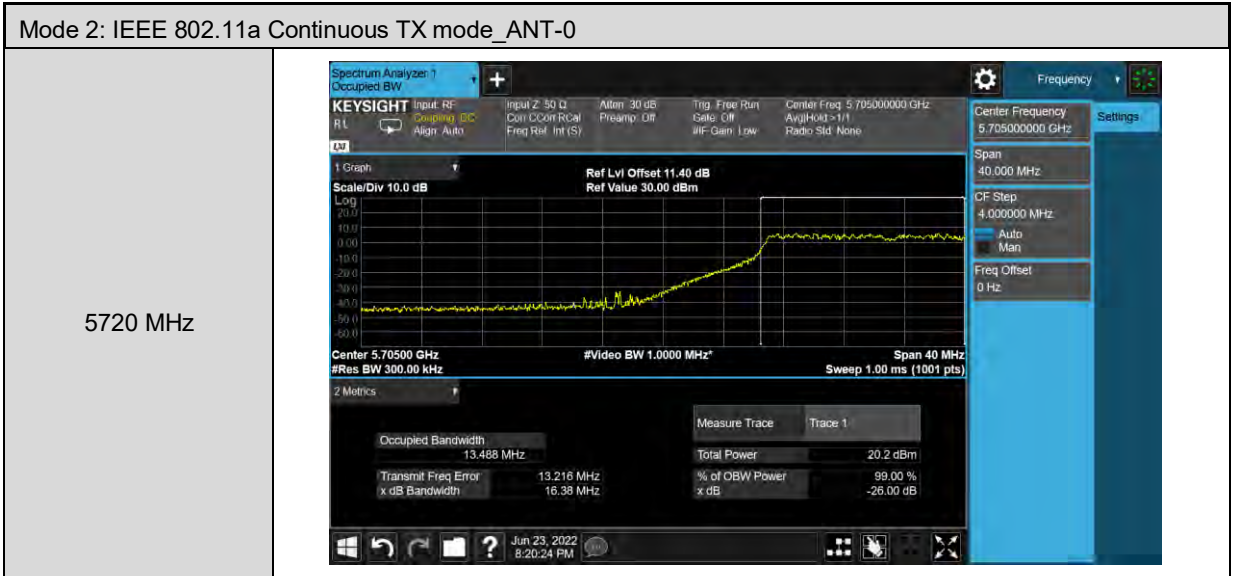 Mode 2: IEEE 802.11a Continuous TX mode_ANT-0
5720 MHz
Spectrum Analyzer 1
Occupied BW
+
Frequency
KEYSIGHT
RL
LXI
Input: RF
Coupling: DC
Align: Auto
Input Z: 50 Ω
Corr CCorr RCal
Freq Ref: Int (S)
Atten: 30 dB
Preamp: Off
Trig: Free Run
Gate: Off
#IF Gain: Low
Center Freq: 5.705000000 GHz
Avg|Hold:>1/1
Radio Std: None
Center Frequency
5.705000000 GHz
Settings
Span
40.000 MHz
CF Step
4.000000 MHz
Auto
Man
Freq Offset
0 Hz
1 Graph
Scale/Div 10.0 dB
Ref Lvl Offset 11.40 dB
Ref Value 30.00 dBm
Log
20.0
10.0
0.00
-10.0
-20.0
-30.0
-40.0
-50.0
-60.0
Center 5.70500 GHz
#Res BW 300.00 kHz
#Video BW 1.0000 MHz*
Span 40 MHz
Sweep 1.00 ms (1001 pts)
2 Metrics
Measure Trace Trace 1
Occupied Bandwidth
13.488 MHz
Total Power 20.2 dBm
Transmit Freq Error 13.216 MHz
% of OBW Power 99.00 %
x dB Bandwidth 16.38 MHz
x dB -26.00 dB
?
Jun 23, 2022
8:20:24 PM